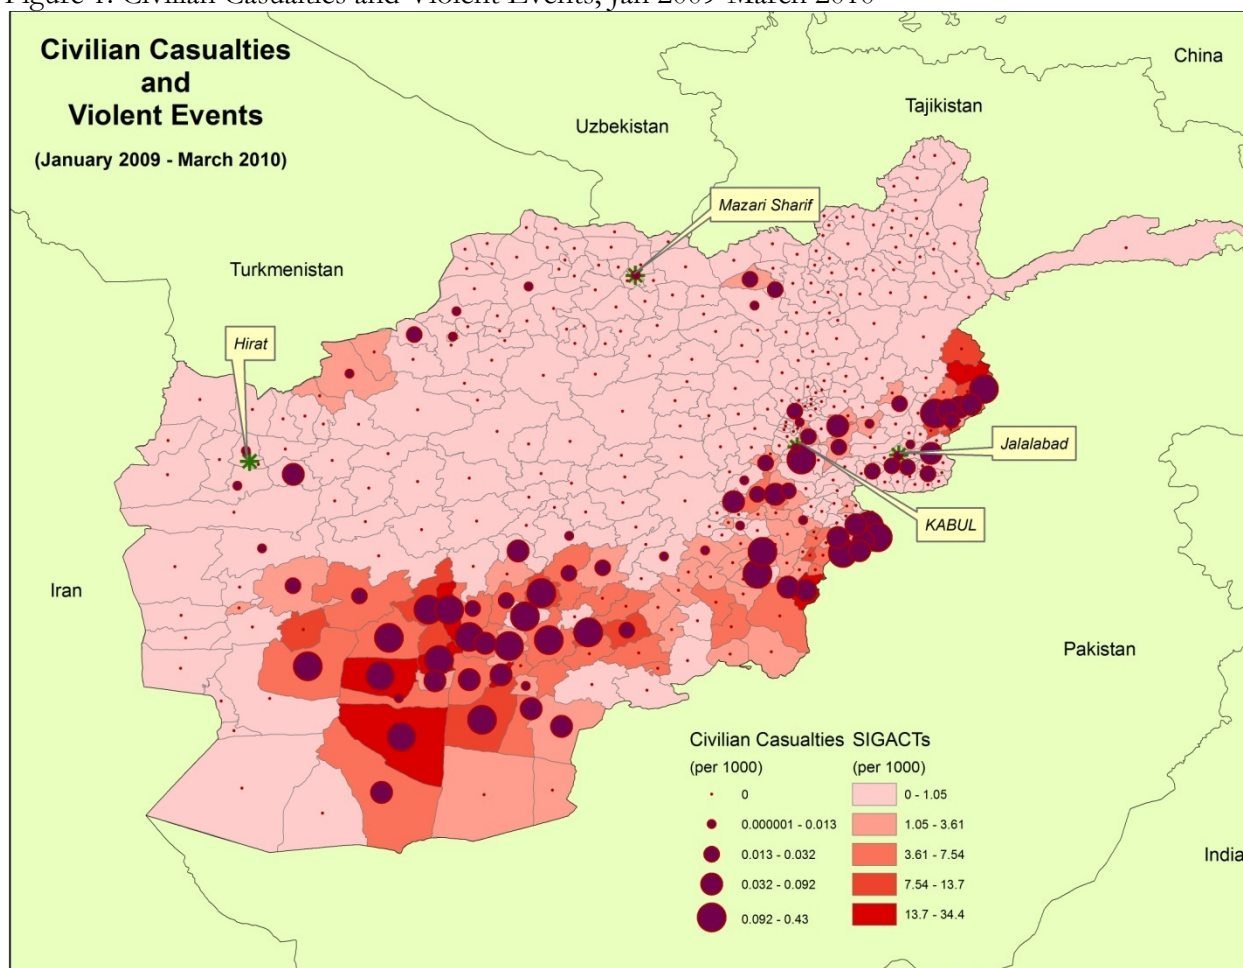 Figure 1: Civilian Casualties and Violent Events, Jan 2009-March 2010
Civilian Casualties
and
Violent Events
(January 2009 - March 2010)
China
Tajikistan
Uzbekistan
Mazari Sharif
Turkmenistan
Hirat
Jalalabad
KABUL
Iran
Pakistan
India
Civilian Casualties
(per 1000)
0
0.000001 - 0.013
0.013 - 0.032
0.032 - 0.092
0.092 - 0.43
SIGACTs
(per 1000)
0 - 1.05
1.05 - 3.61
3.61 - 7.54
7.54 - 13.7
13.7 - 34.4